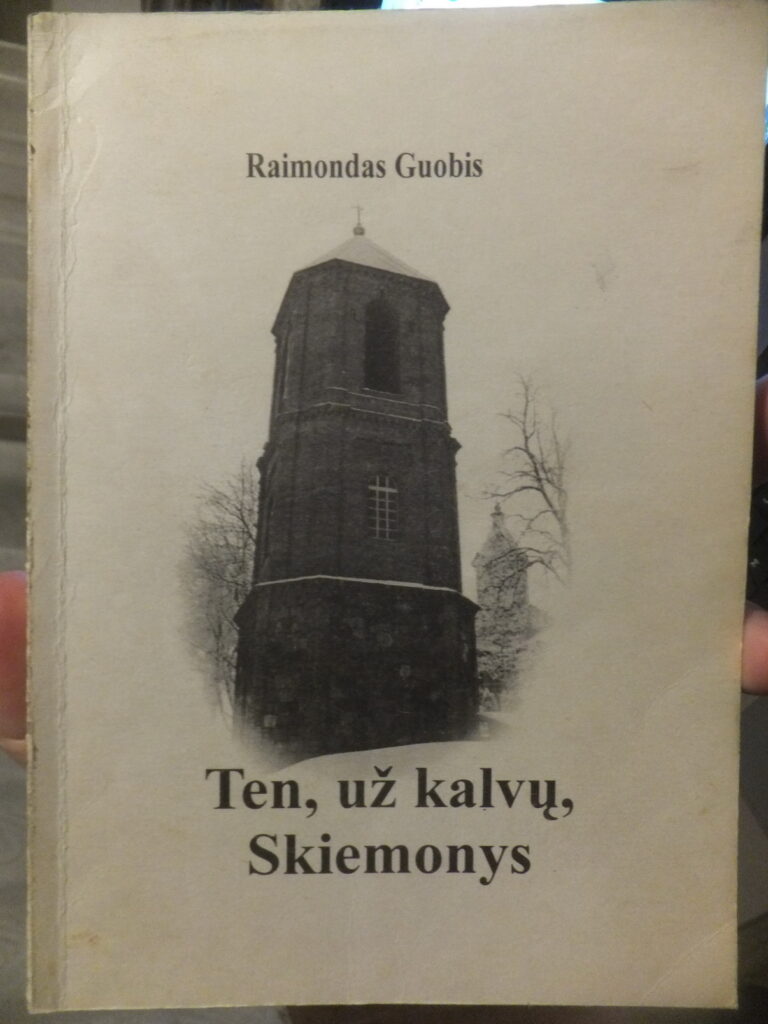 Raimondas Guobis
Ten, už kalvų,
Skiemonys